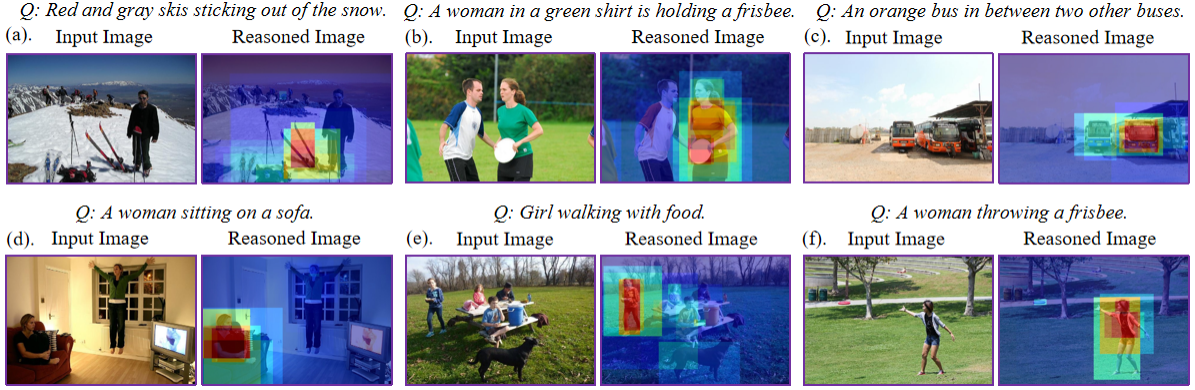 Q: Red and gray skis sticking out of the snow.
(a). Input Image Reasoned Image
Q: A woman in a green shirt is holding a frisbee.
(b). Input Image Reasoned Image
Q: An orange bus in between two other buses.
(c). Input Image Reasoned Image
Q: A woman sitting on a sofa.
(d). Input Image Reasoned Image
Q: Girl walking with food.
(e). Input Image Reasoned Image
Q: A woman throwing a frisbee.
(f). Input Image Reasoned Image